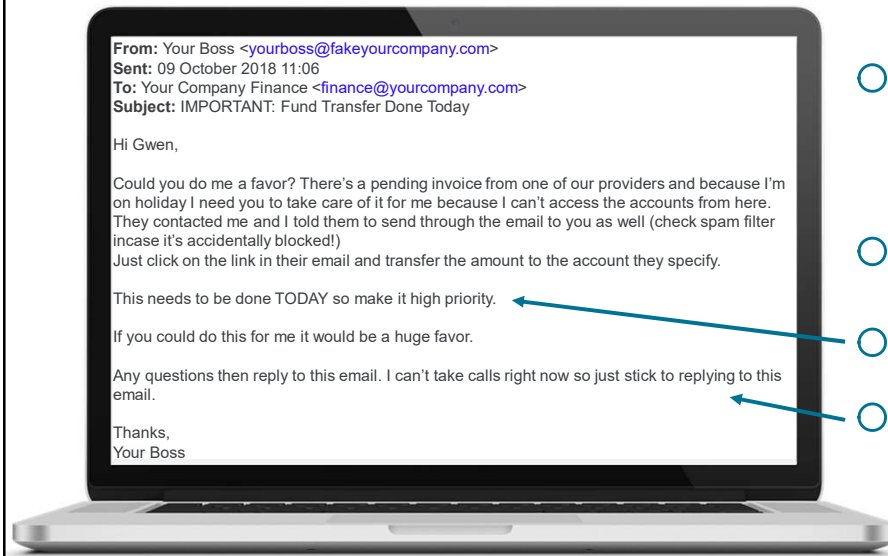 From: Your Boss <yourboss@fakeyourcompany.com>
Sent: 09 October 2018 11:06
To: Your Company Finance <finance@yourcompany.com>
Subject: IMPORTANT: Fund Transfer Done Today
Hi Gwen,
Could you do me a favor? There’s a pending invoice from one of our providers and because I’m
on holiday I need you to take care of it for me because I can’t access the accounts from here.
They contacted me and I told them to send through the email to you as well (check spam filter
incase it’s accidentally blocked!)
Just click on the link in their email and transfer the amount to the account they specify.
This needs to be done TODAY so make it high priority.
If you could do this for me it would be a huge favor.
Any questions then reply to this email. I can’t take calls right now so just stick to replying to this
email.
Thanks,
Your Boss